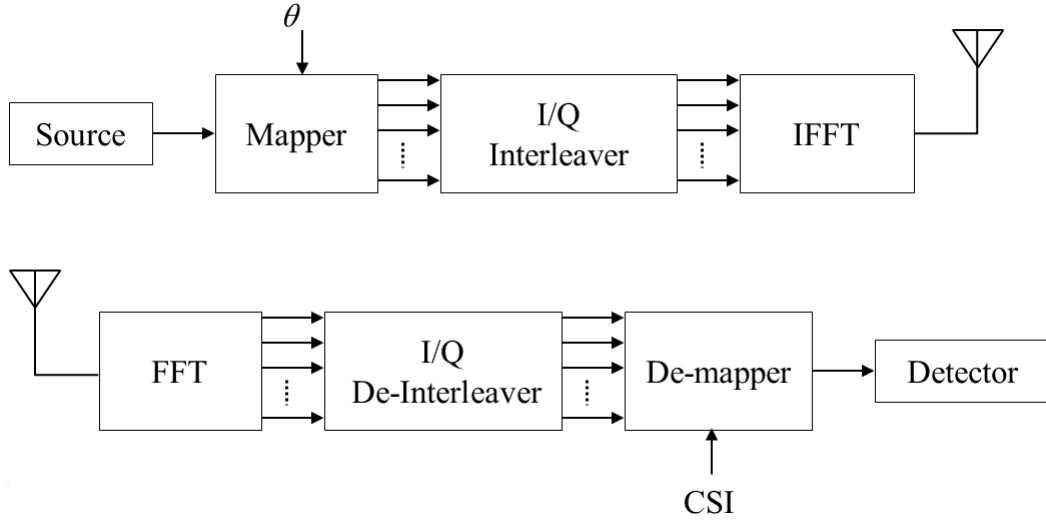 θ
Source
Mapper
I/Q
Interleaver
IFFT
FFT
I/Q
De-Interleaver
De-mapper
Detector
CSI